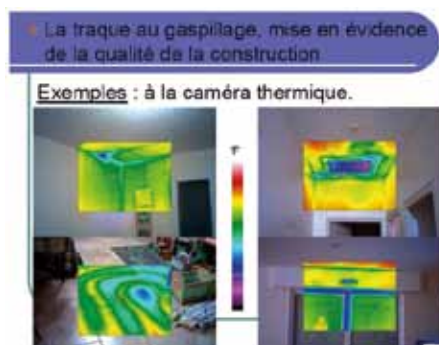 La traque au gaspillage, mise en évidence
de la qualité de la construction
Exemples : à la caméra thermique.